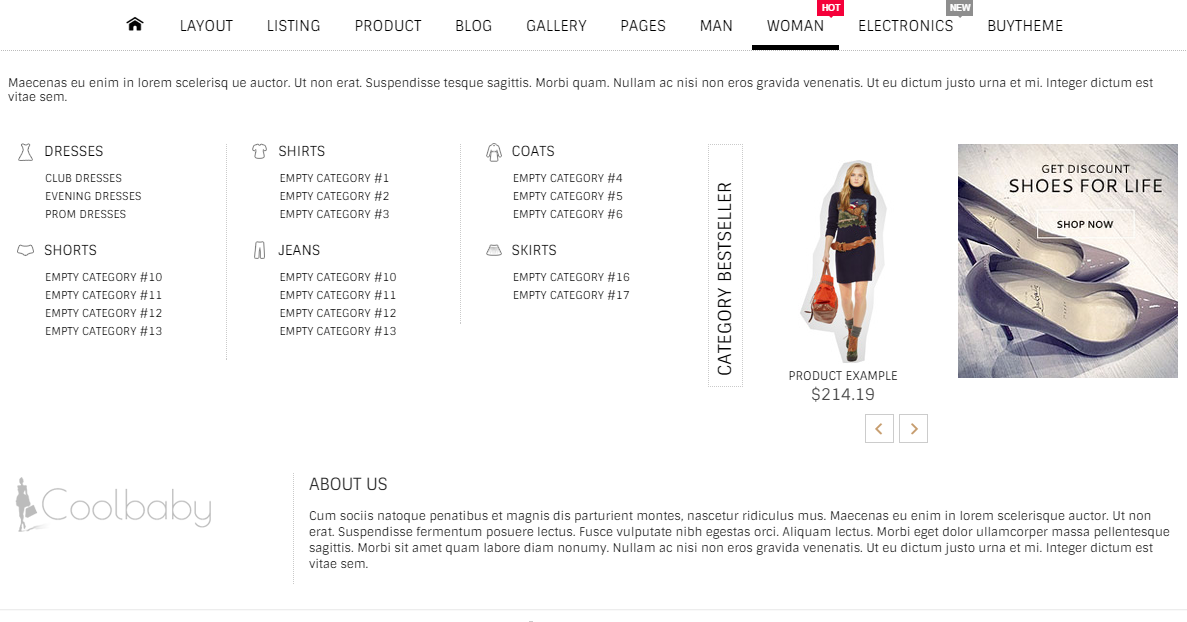 HOT
NEW
LAYOUT LISTING PRODUCT BLOG GALLERY PAGES MAN WOMAN ELECTRONICS BUYTHEME
Maecenas eu enim in lorem scelerisq ue auctor. Ut non erat. Suspendisse tesque sagittis. Morbi quam. Nullam ac nisi non eros gravida venenatis. Ut eu dictum justo urna et mi. Integer dictum est
vitae sem.
DRESSES
CLUB DRESSES
EVENING DRESSES
PROM DRESSES
SHORTS
EMPTY CATEGORY #10
EMPTY CATEGORY #11
EMPTY CATEGORY #12
EMPTY CATEGORY #13
SHIRTS
EMPTY CATEGORY #1
EMPTY CATEGORY #2
EMPTY CATEGORY #3
JEANS
EMPTY CATEGORY #10
EMPTY CATEGORY #11
EMPTY CATEGORY #12
EMPTY CATEGORY #13
COATS
EMPTY CATEGORY #4
EMPTY CATEGORY #5
EMPTY CATEGORY #6
SKIRTS
EMPTY CATEGORY #16
EMPTY CATEGORY #17
CATEGORY BESTSELLER
PRODUCT EXAMPLE
$214.19
GET DISCOUNT
SHOES FOR LIFE
SHOP NOW
Coolbaby
ABOUT US
Cum sociis natoque penatibus et magnis dis parturient montes, nascetur ridiculus mus. Maecenas eu enim in lorem scelerisque auctor. Ut non
erat. Suspendisse fermentum posuere lectus. Fusce vulputate nibh egestas orci. Aliquam lectus. Morbi eget dolor ullamcorper massa pellentesque
sagittis. Morbi sit amet quam labore diam nonumy. Nullam ac nisi non eros gravida venenatis. Ut eu dictum justo urna et mi. Integer dictum est
vitae sem.